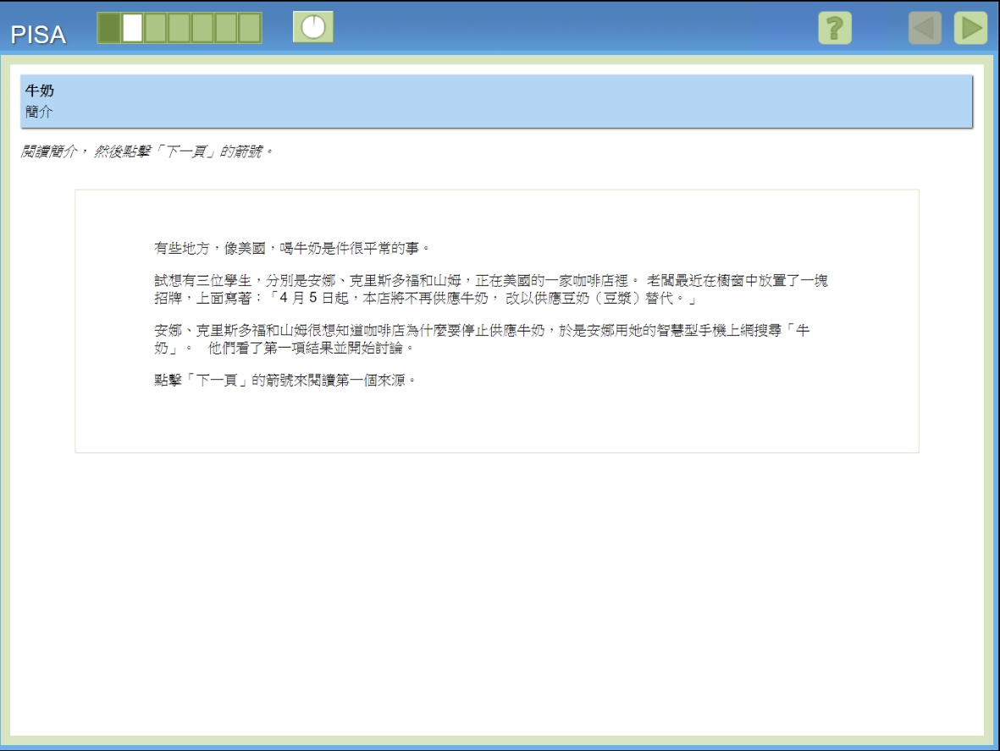 PISA
?
牛奶
簡介
閱讀簡介， 然後點擊「下一頁」的箭號。
有些地方，像美國，喝牛奶是件很平常的事。
試想有三位學生，分別是安娜、克里斯多福和山姆，正在美國的一家咖啡店裡。 老闆最近在櫥窗中放置了一塊
招牌，上面寫著：「4 月 5 日起，本店將不再供應牛奶， 改以供應豆奶（豆漿）替代。」
安娜、克里斯多福和山姆很想知道咖啡店為什麼要停止供應牛奶，於是安娜用她的智慧型手機上網搜尋「牛
奶」。 他們看了第一項結果並開始討論。
點擊「下一頁」的箭號來閱讀第一個來源。